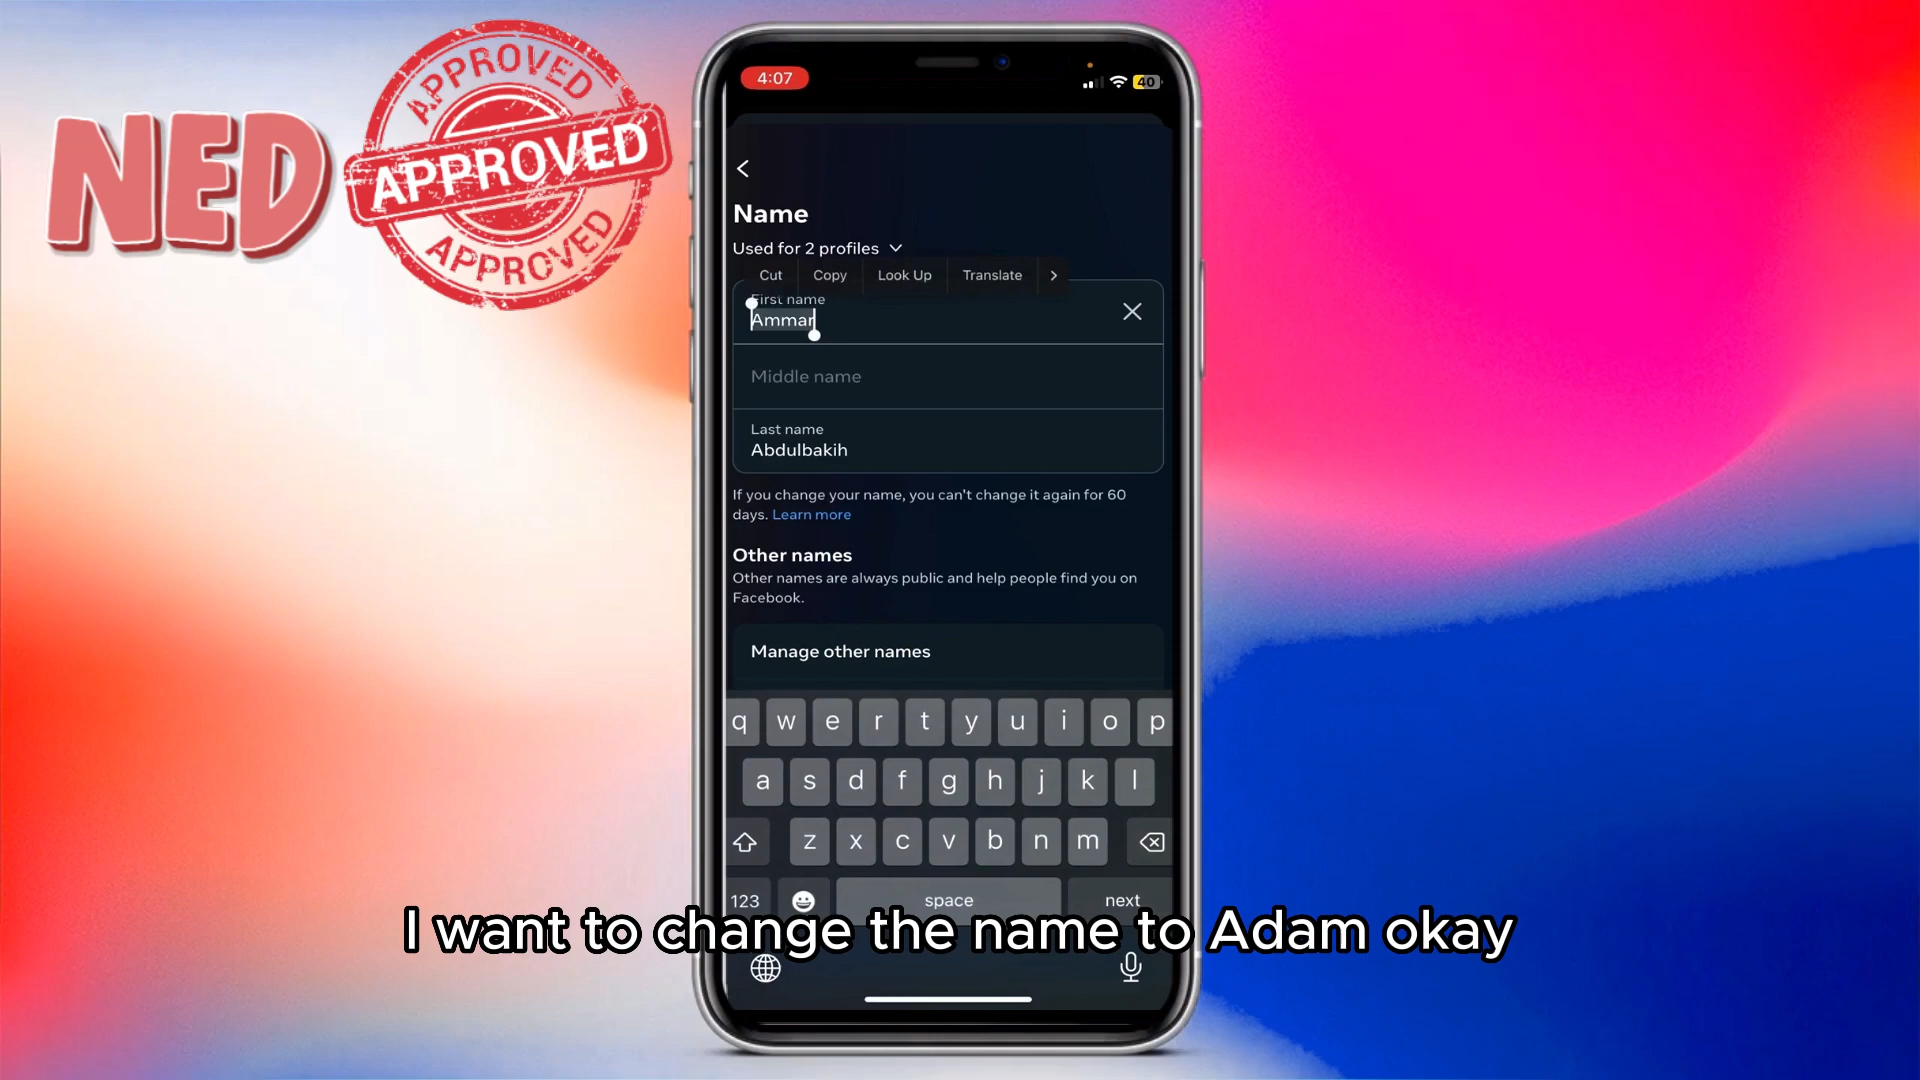 NED
APPROVED
APPROVED
APPROVED
4:07
40
Name
Used for 2 profiles
Cut Copy Look Up Translate
First name
Ammar
Middle name
Last name
Abdulbakih
If you change your name, you can't change it again for 60
days. Learn more
Other names
Other names are always public and help people find you on
Facebook.
Manage other names
q w e r t y u i o p
a s d f g h j k l
z x c v b n m
123 space next
I want to change the name to Adam okay